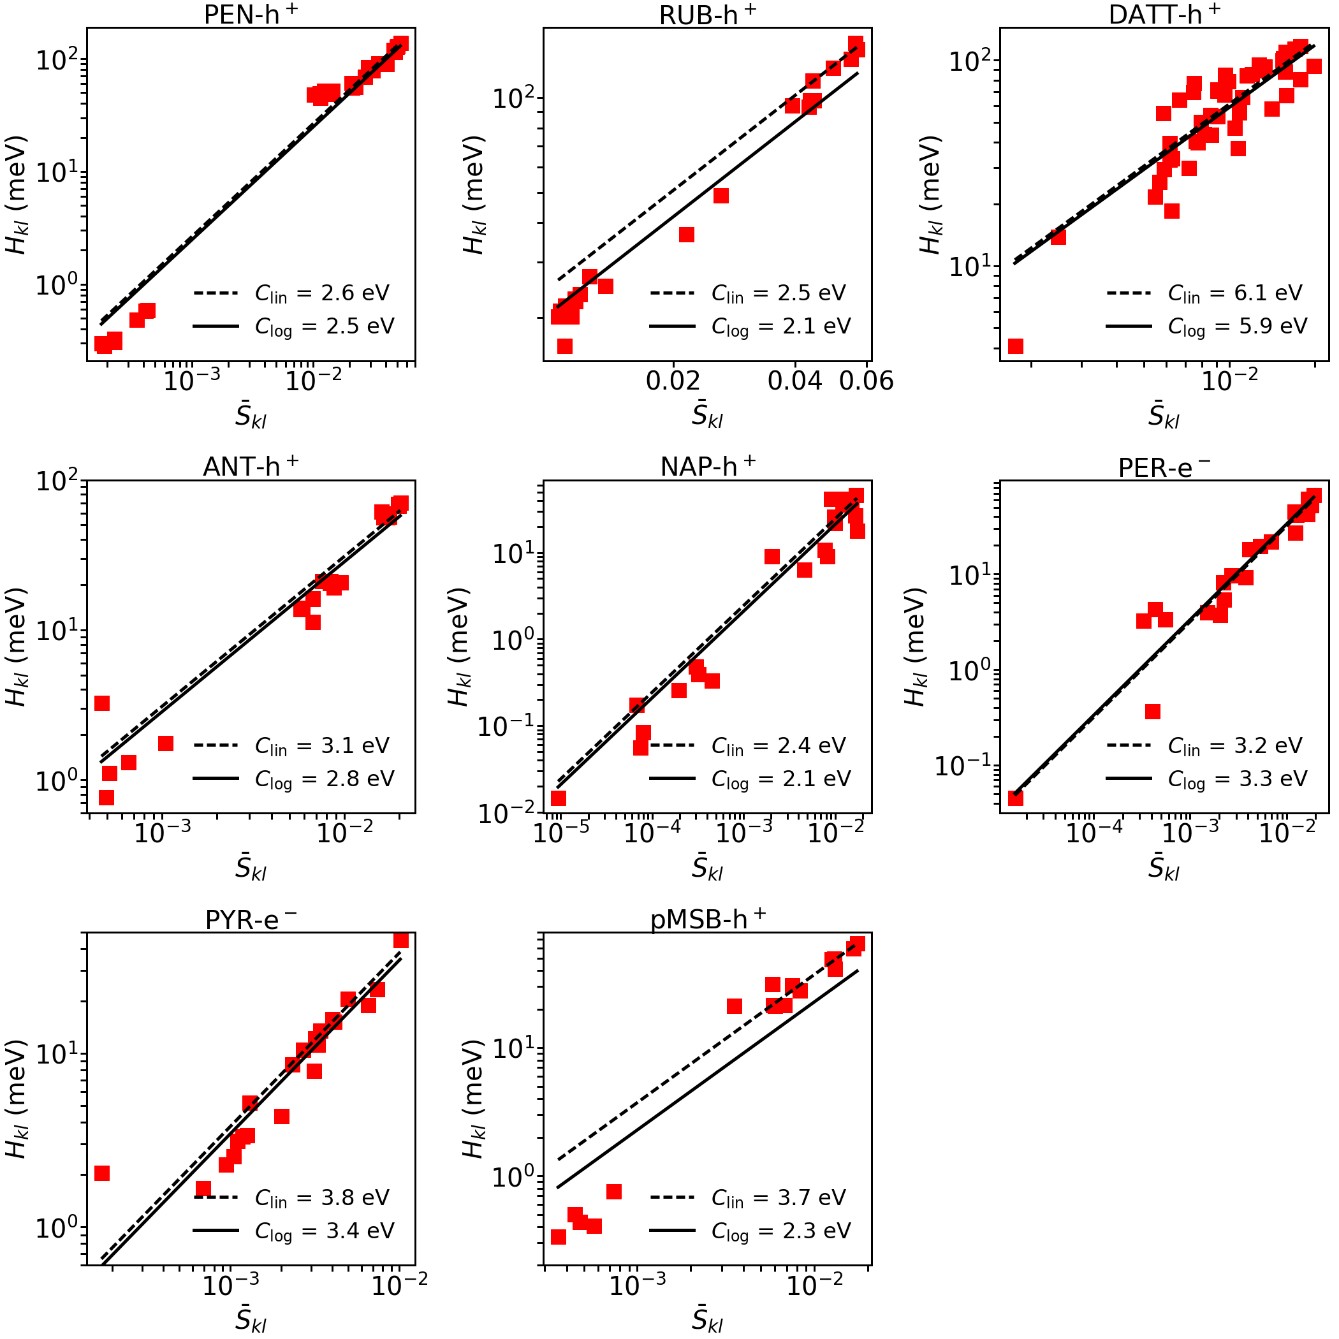 PEN-h⁺
H_kl (meV)
10²
10¹
10⁰
C_lin = 2.6 eV
C_log = 2.5 eV
10⁻³ 10⁻²
S̄_kl
RUB-h⁺
H_kl (meV)
10²
C_lin = 2.5 eV
C_log = 2.1 eV
0.02 0.04 0.06
S̄_kl
DATT-h⁺
H_kl (meV)
10²
10¹
C_lin = 6.1 eV
C_log = 5.9 eV
10⁻²
S̄_kl
ANT-h⁺
H_kl (meV)
10²
10¹
10⁰
C_lin = 3.1 eV
C_log = 2.8 eV
10⁻³ 10⁻²
S̄_kl
NAP-h⁺
H_kl (meV)
10¹
10⁰
10⁻¹
10⁻²
C_lin = 2.4 eV
C_log = 2.1 eV
10⁻⁵ 10⁻⁴ 10⁻³ 10⁻²
S̄_kl
PER-e⁻
H_kl (meV)
10¹
10⁰
10⁻¹
C_lin = 3.2 eV
C_log = 3.3 eV
10⁻⁴ 10⁻³ 10⁻²
S̄_kl
PYR-e⁻
H_kl (meV)
10¹
10⁰
C_lin = 3.8 eV
C_log = 3.4 eV
10⁻³ 10⁻²
S̄_kl
pMSB-h⁺
H_kl (meV)
10¹
10⁰
C_lin = 3.7 eV
C_log = 2.3 eV
10⁻³ 10⁻²
S̄_kl